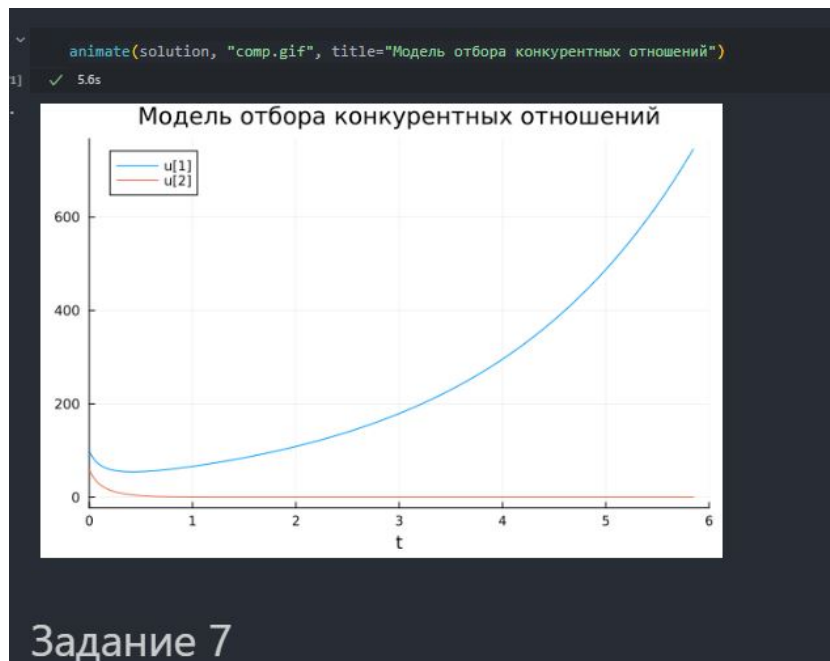 animate(solution, "comp.gif", title="Модель отбора конкурентных отношений")
1]
5.6s
Модель отбора конкурентных отношений
u[1]
u[2]
600
400
200
0
0 1 2 3 4 5 6
t
Задание 7